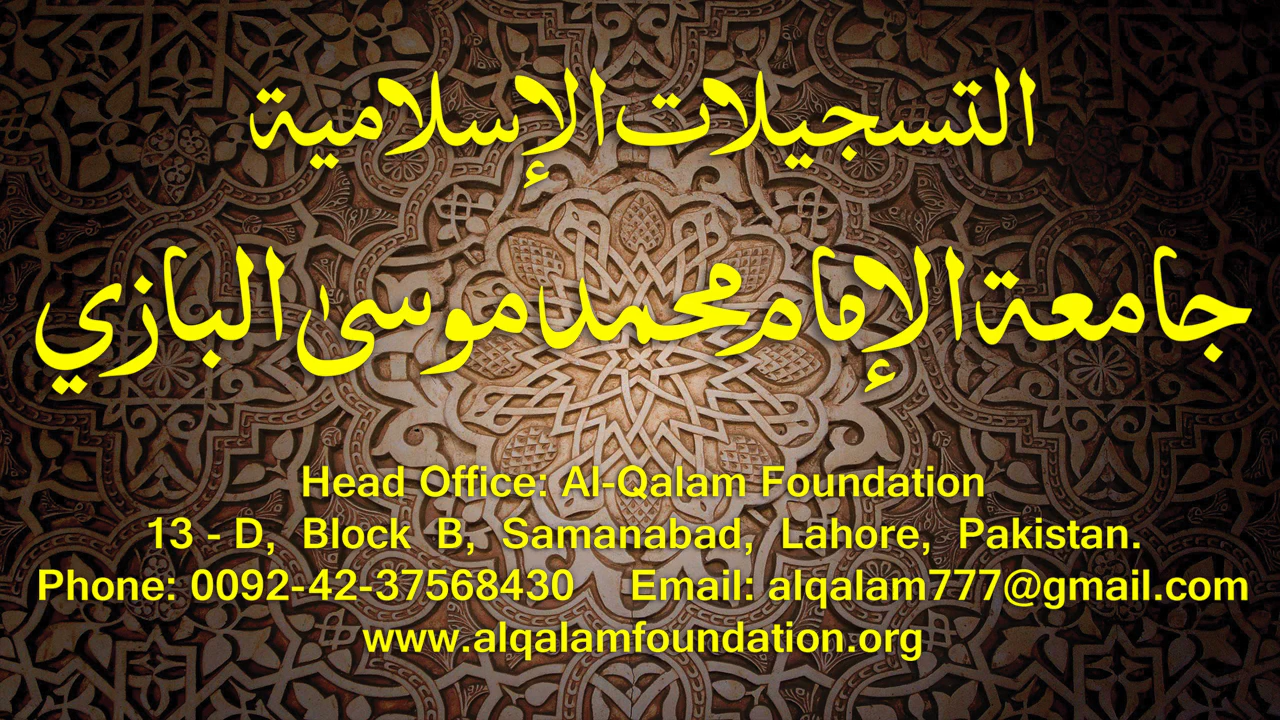 التسجيلات الإسلامية
جامعة الإمام محمد موسى البازي
Head Office: Al-Qalam Foundation
13 - D, Block B, Samanabad, Lahore, Pakistan.
Phone: 0092-42-37568430 Email: alqalam777@gmail.com
www.alqalamfoundation.org